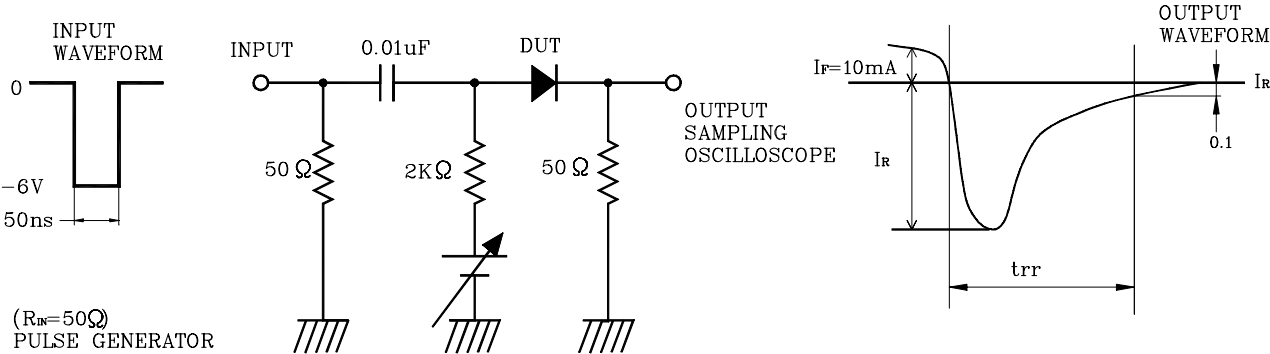 INPUT
WAVEFORM
0
-6V
50ns
(RIN=50Ω)
PULSE GENERATOR
INPUT
0.01uF
DUT
50Ω
2KΩ
50Ω
OUTPUT
SAMPLING
OSCILLOSCOPE
OUTPUT
WAVEFORM
IF=10mA
IR
IR
0.1
trr